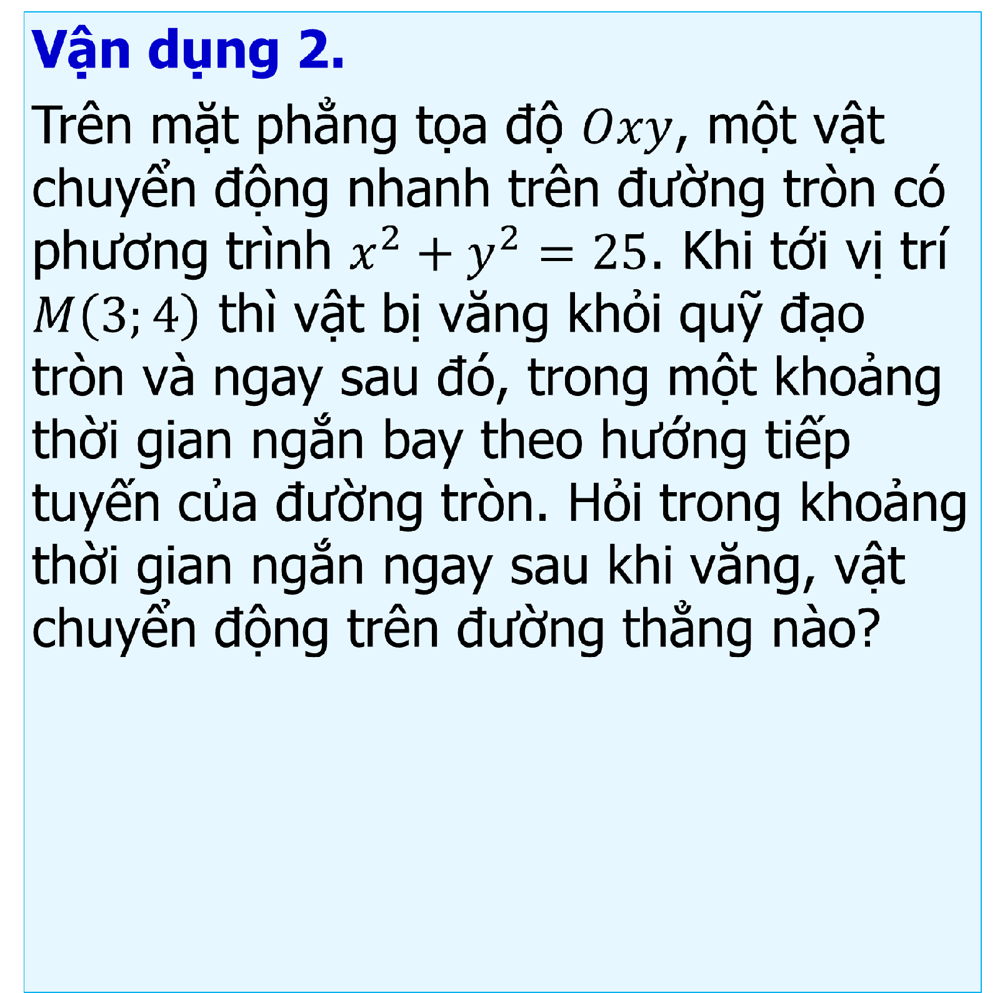 Vận dụng 2.
Trên mặt phẳng tọa độ Oxy, một vật
chuyển động nhanh trên đường tròn có
phương trình x² + y² = 25. Khi tới vị trí
M(3; 4) thì vật bị văng khỏi quỹ đạo
tròn và ngay sau đó, trong một khoảng
thời gian ngắn bay theo hướng tiếp
tuyến của đường tròn. Hỏi trong khoảng
thời gian ngắn ngay sau khi văng, vật
chuyển động trên đường thẳng nào?